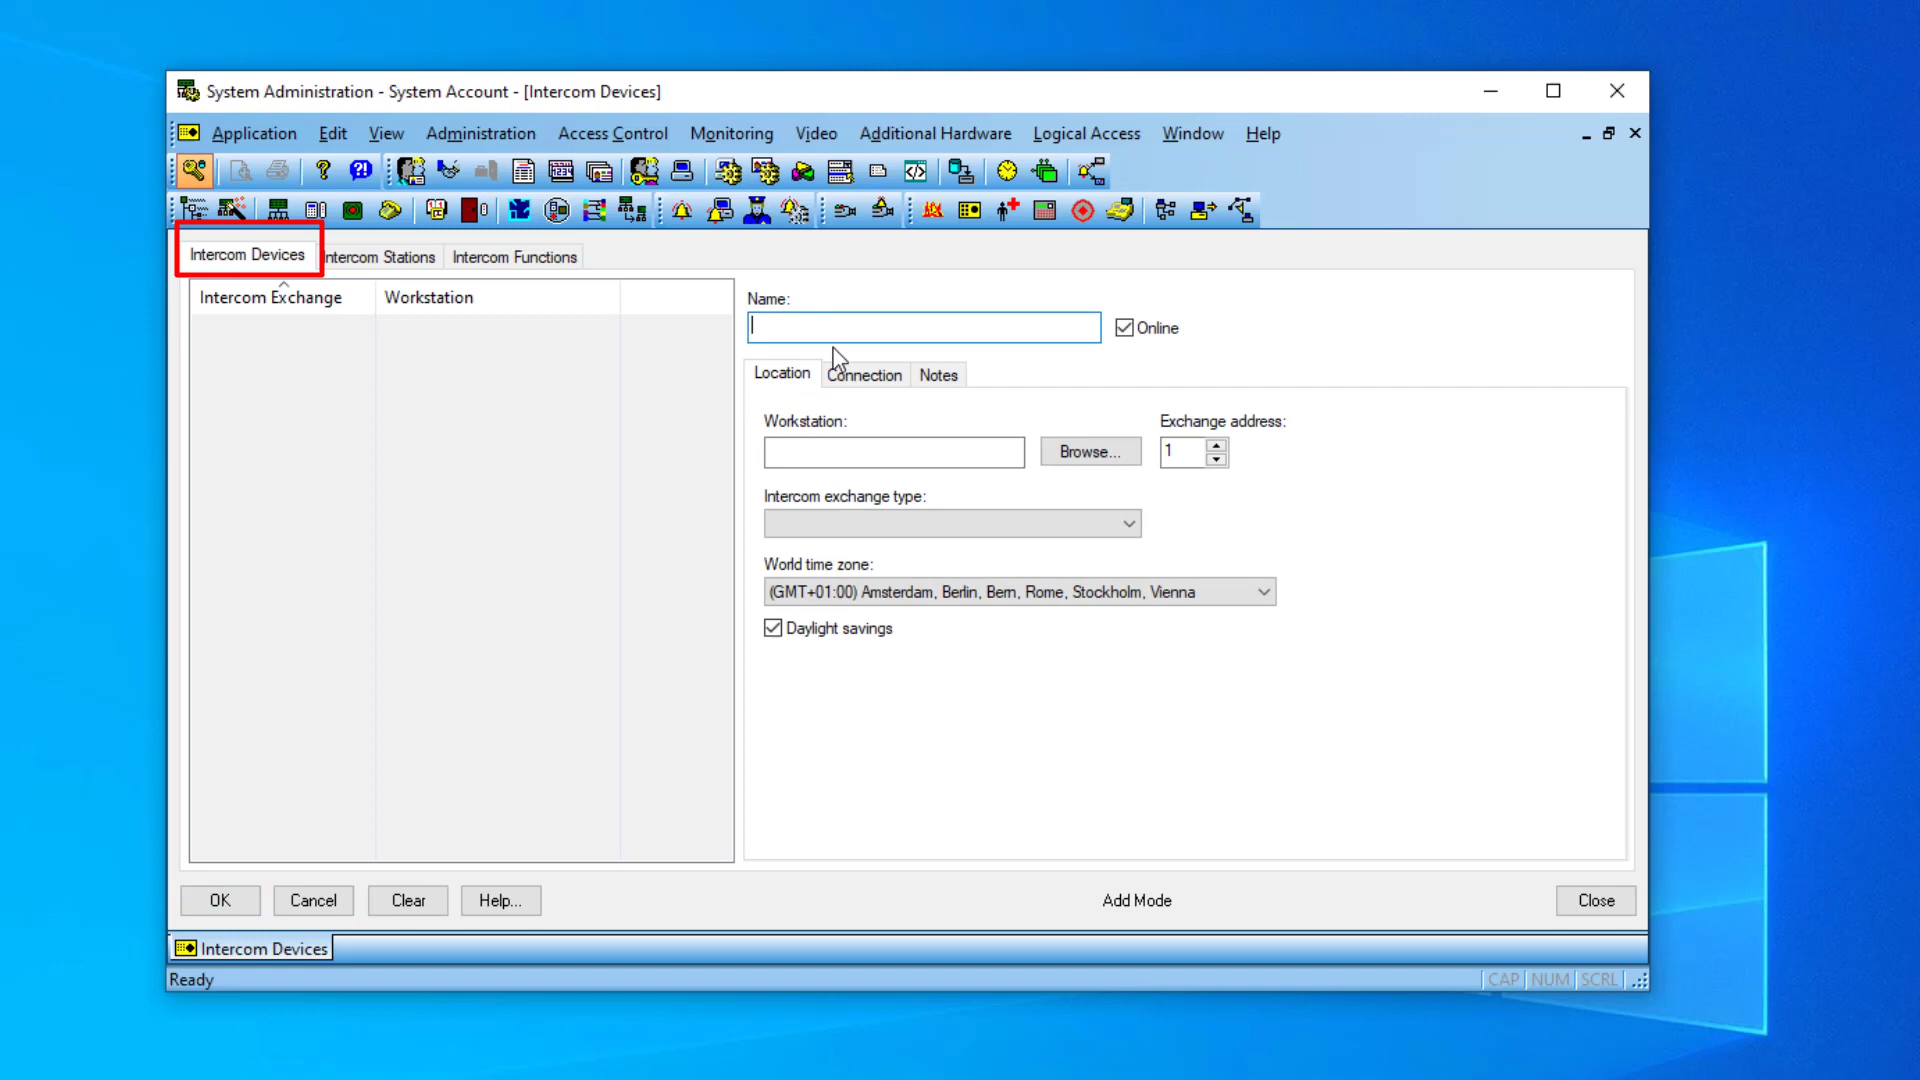 System Administration - System Account - [Intercom Devices]
Application Edit View Administration Access Control Monitoring Video Additional Hardware Logical Access Window Help
Intercom Devices Intercom Stations Intercom Functions
Intercom Exchange Workstation
Name:
Online
Location Connection Notes
Workstation: Exchange address:
Browse... 1
Intercom exchange type:
World time zone:
(GMT+01:00) Amsterdam, Berlin, Bern, Rome, Stockholm, Vienna
Daylight savings
OK Cancel Clear Help... Add Mode Close
Intercom Devices
Ready CAP NUM SCRL